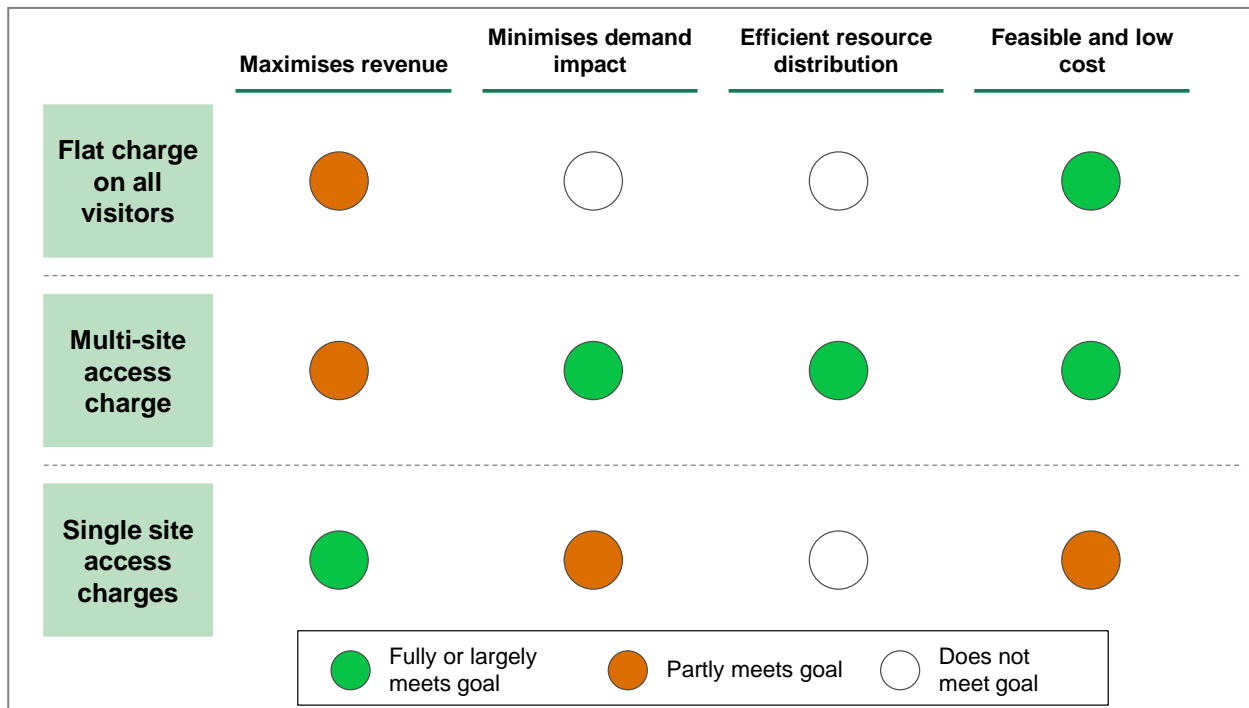 Maximises revenue
Minimises demand
impact
Efficient resource
distribution
Feasible and low
cost
Flat charge
on all
visitors
Multi-site
access
charge
Single site
access
charges
Fully or largely
meets goal
Partly meets goal
Does not
meet goal